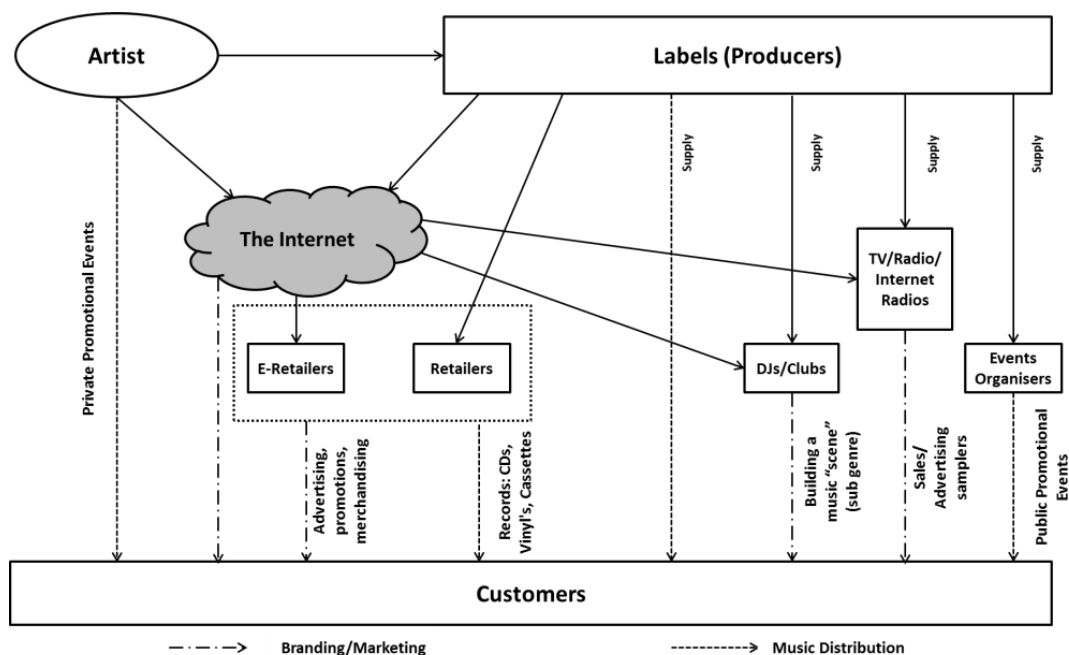 Artist
Labels (Producers)
Supply
Supply
Supply
Supply
The Internet
TV/Radio/
Internet
Radios
Private Promotional Events
E-Retailers
Retailers
DJs/Clubs
Events
Organisers
Advertising,
promotions,
merchandising
Records: CDs,
Vinyl's, Cassettes
Building a
music “scene”
(sub genre)
Sales/
Advertising
samplers
Public Promotional
Events
Customers
Branding/Marketing
Music Distribution